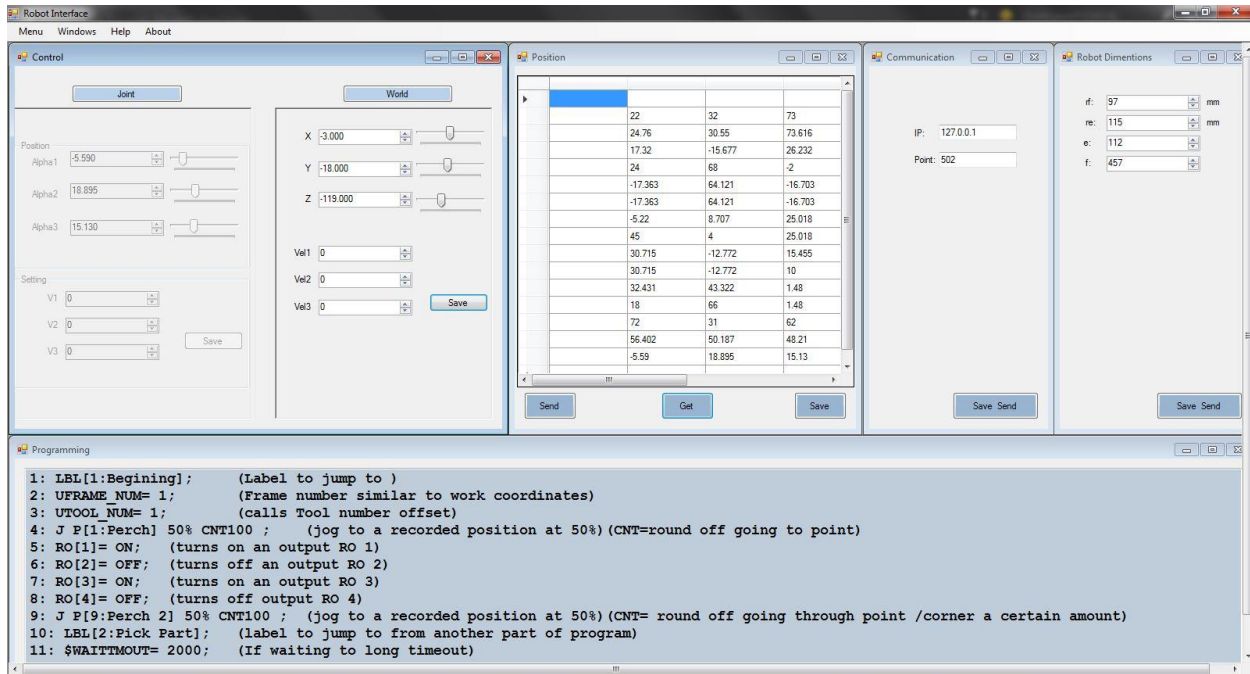 Robot Interface
Menu Windows Help About
Control
Joint
World
Position
Alpha1 -5.590
Alpha2 18.895
Alpha3 15.130
Setting
V1 0
V2 0
V3 0
Save
X -3.000
Y -18.000
Z -119.000
Vel1 0
Vel2 0
Vel3 0
Save
Position
22 32 73
24.76 30.55 73.616
17.32 -15.677 26.232
24 68 -2
-17.363 64.121 -16.703
-17.363 64.121 -16.703
-5.22 8.707 25.018
45 4 25.018
30.715 -12.772 15.455
30.715 -12.772 10
32.431 43.322 1.48
18 66 1.48
72 31 62
56.402 50.187 48.21
-5.59 18.895 15.13
Send Get Save
Communication
IP: 127.0.0.1
Point: 502
Save Send
Robot Dimentions
rf: 97 mm
re: 115 mm
e: 112
f: 457
Save Send
Programming
1: LBL[1:Begining]; (Label to jump to )
2: UFRAME_NUM= 1; (Frame number similar to work coordinates)
3: UTOOL_NUM= 1; (calls Tool number offset)
4: J P[1:Perch] 50% CNT100 ; (jog to a recorded position at 50%)(CNT=round off going to point)
5: RO[1]= ON; (turns on an output RO 1)
6: RO[2]= OFF; (turns off an output RO 2)
7: RO[3]= ON; (turns on an output RO 3)
8: RO[4]= OFF; (turns off output RO 4)
9: J P[9:Perch 2] 50% CNT100 ; (jog to a recorded position at 50%)(CNT= round off going through point /corner a certain amount)
10: LBL[2:Pick Part]; (label to jump to from another part of program)
11: $WAITTMOUT= 2000; (If waiting to long timeout)